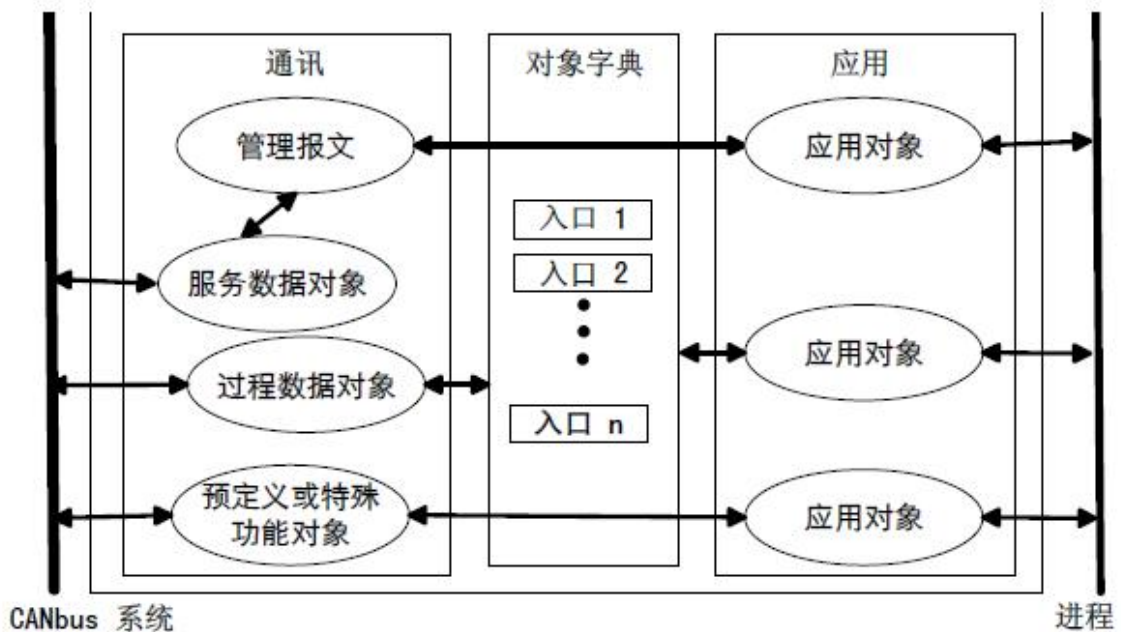 通讯
对象字典
应用
管理报文
应用对象
入口 1
入口 2
服务数据对象
应用对象
过程数据对象
入口 n
预定义或特殊
功能对象
应用对象
CANbus 系统
进程